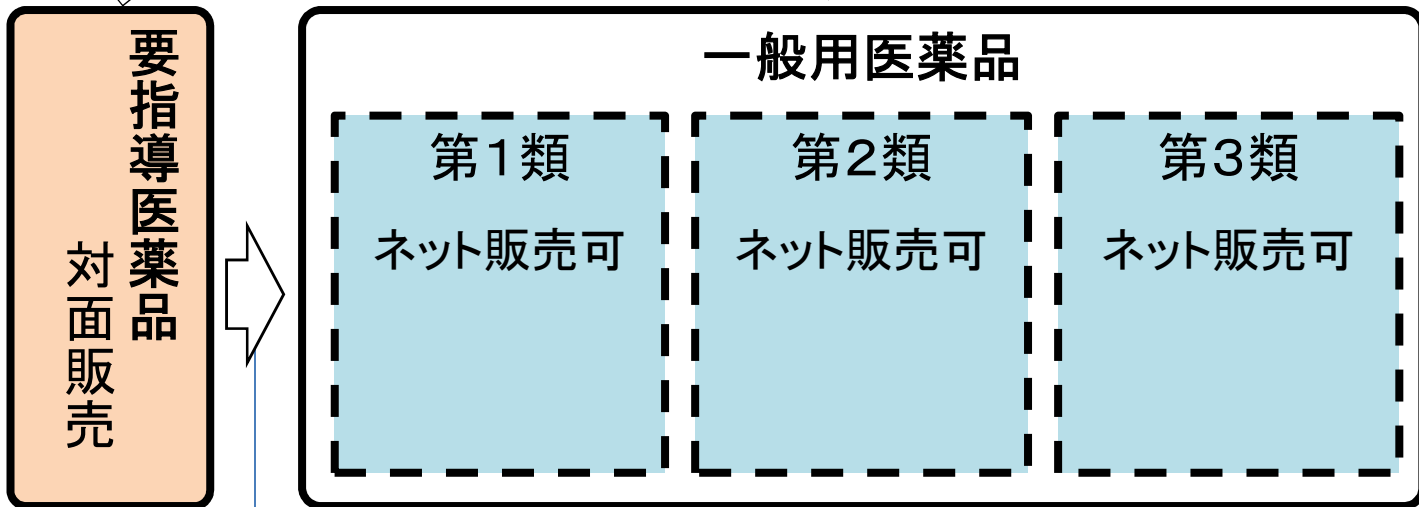 要指導医薬品
対面販売
一般用医薬品
第１類
ネット販売可
第２類
ネット販売可
第３類
ネット販売可